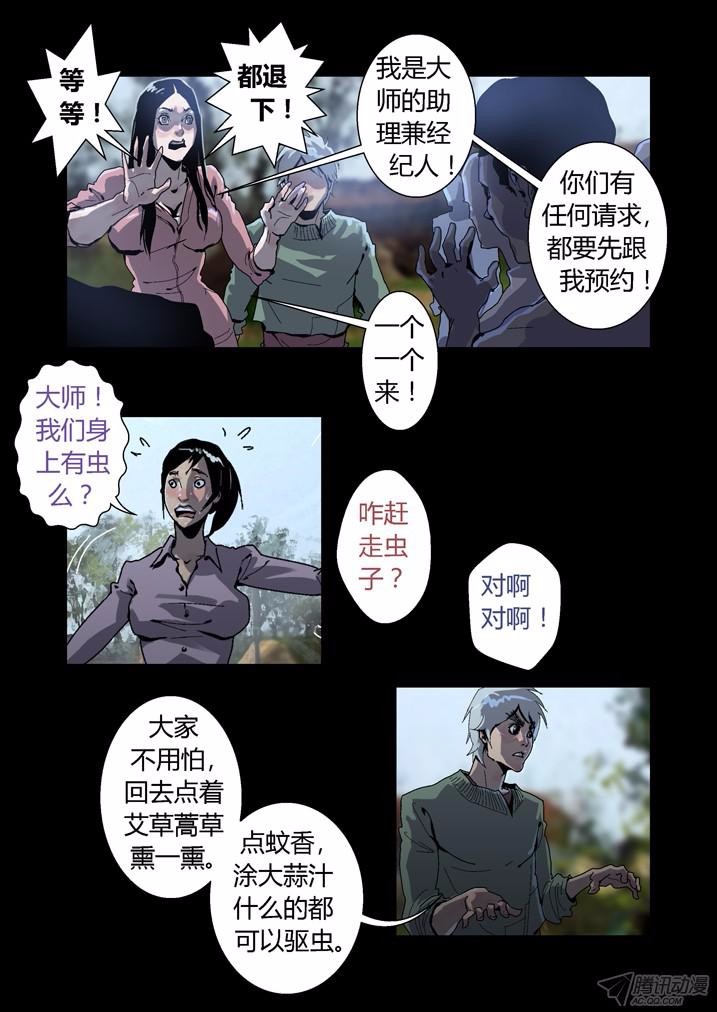 等
等！
都退
下！
我是大
师的助
理兼经
纪人！
你们有
任何请求，
都要先跟
我预约！
一个
一个
来！
大师！
我们身
上有虫
么？
咋赶
走虫
子？
对啊
对啊！
大家
不用怕，
回去点着
艾草蒿草
熏一熏。
点蚊香，
涂大蒜汁
什么的都
可以驱虫。
腾讯动漫
AC.QQ.COM